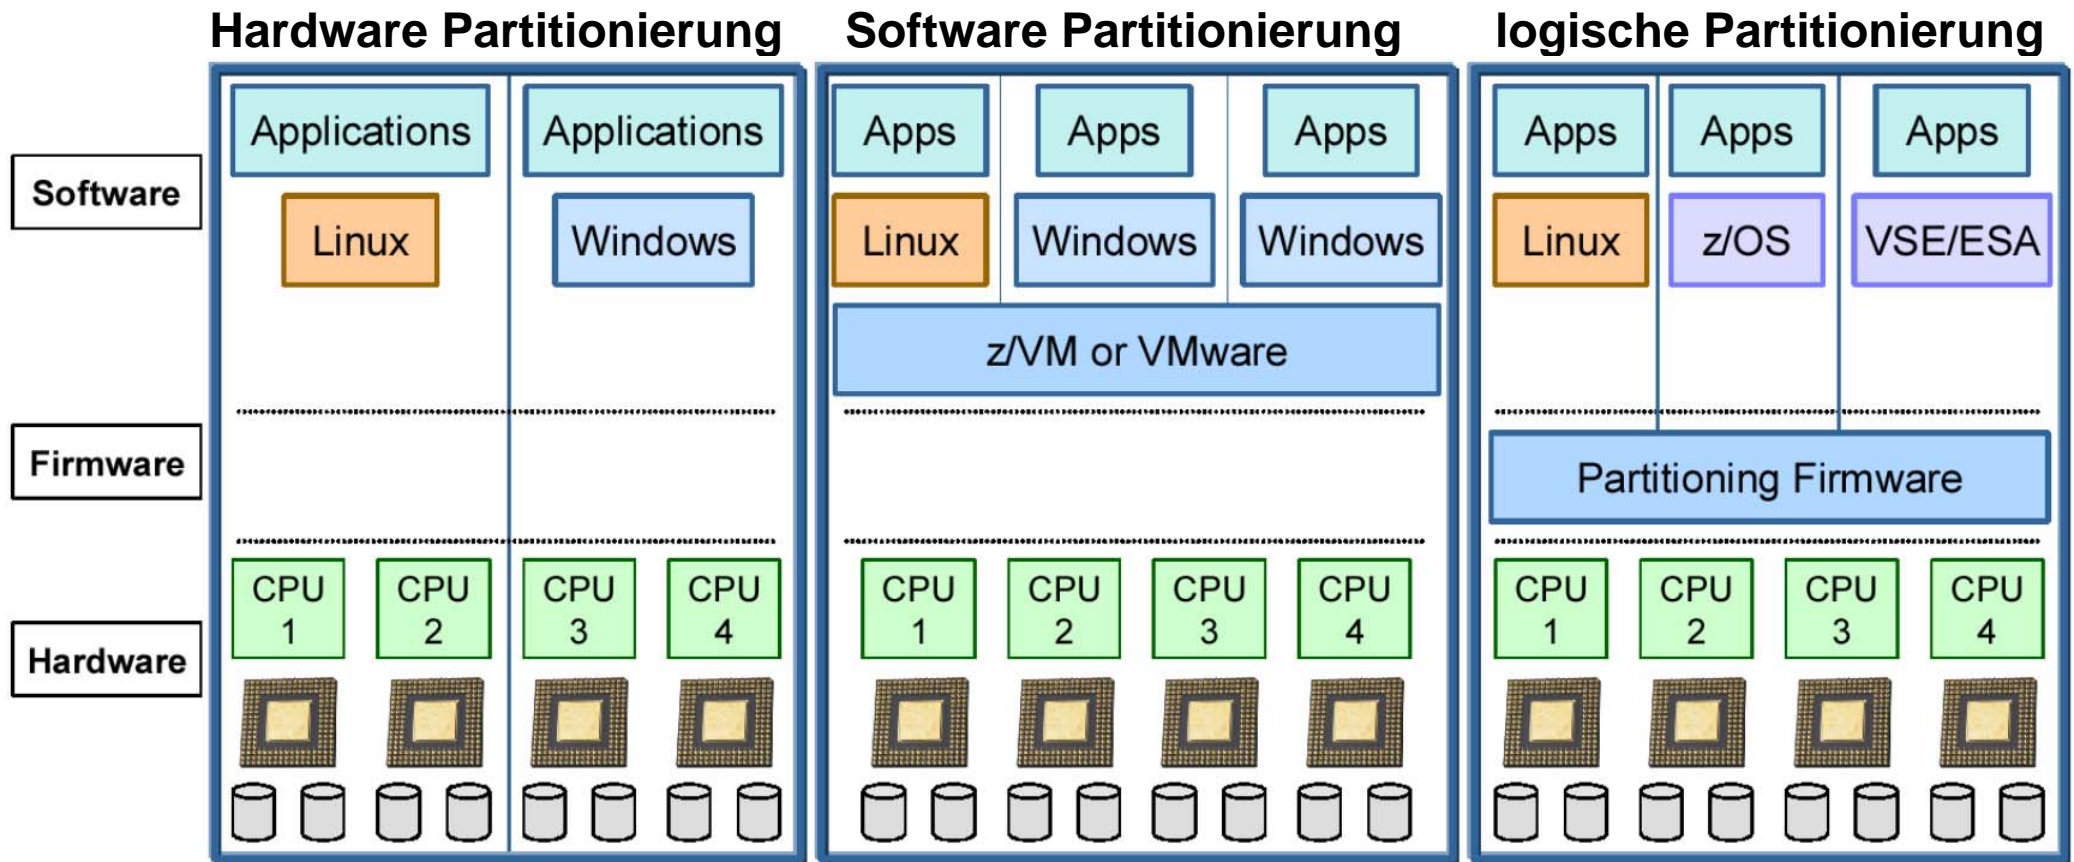 Hardware Partitionierung
Software Partitionierung
logische Partitionierung
Software
Applications
Applications
Apps
Apps
Apps
Apps
Apps
Apps
Linux
Windows
Linux
Windows
Windows
Linux
z/OS
VSE/ESA
z/VM or VMware
Firmware
Partitioning Firmware
Hardware
CPU
1
CPU
2
CPU
3
CPU
4
CPU
1
CPU
2
CPU
3
CPU
4
CPU
1
CPU
2
CPU
3
CPU
4